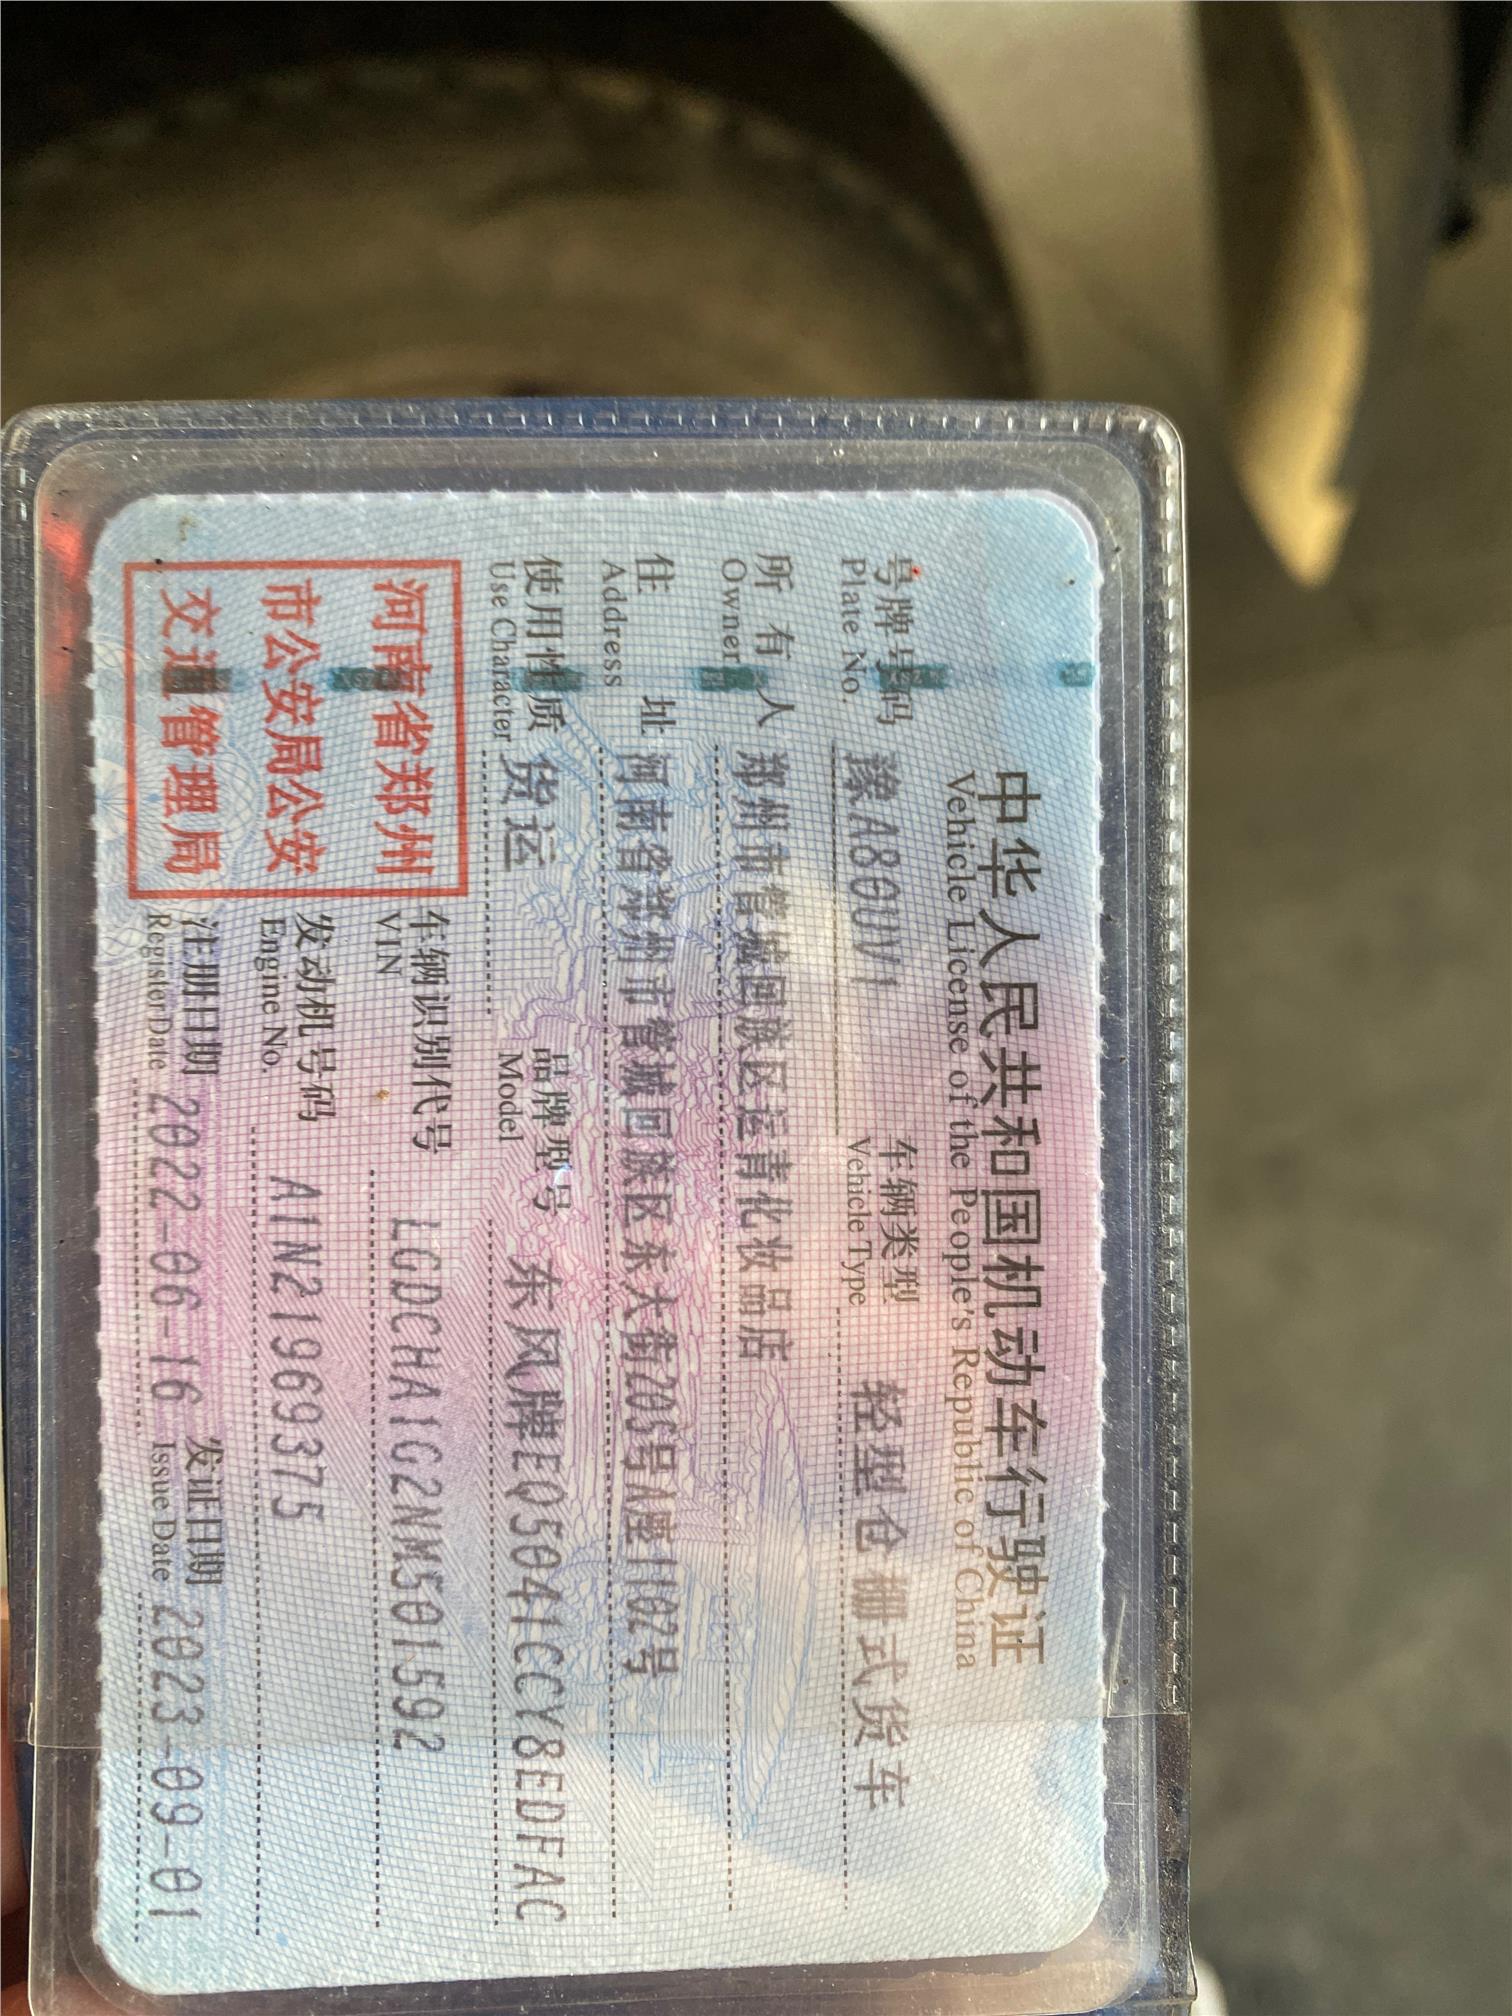 中华人民共和国机动车行驶证
Vehicle License of the People's Republic of China
号牌号码 豫A80UV1 车辆类型 轻型仓栅式货车
Plate No. Vehicle Type
所有人 郑州市管城回族区运青化妆品店
Owner
住址 河南省郑州市管城回族区东大街205号A座1102号
Address
使用性质 货运 品牌型号 东风牌EQ5041CCY8EDFAC
Use Character Model
河南省郑州
市公安局公安
交通管理局
车辆识别代号 LGDCHA1G2NM501592
VIN
发动机号码 A1N21969375
Engine No.
注册日期 2022-06-16 发证日期 2023-09-01
Register Date Issue Date